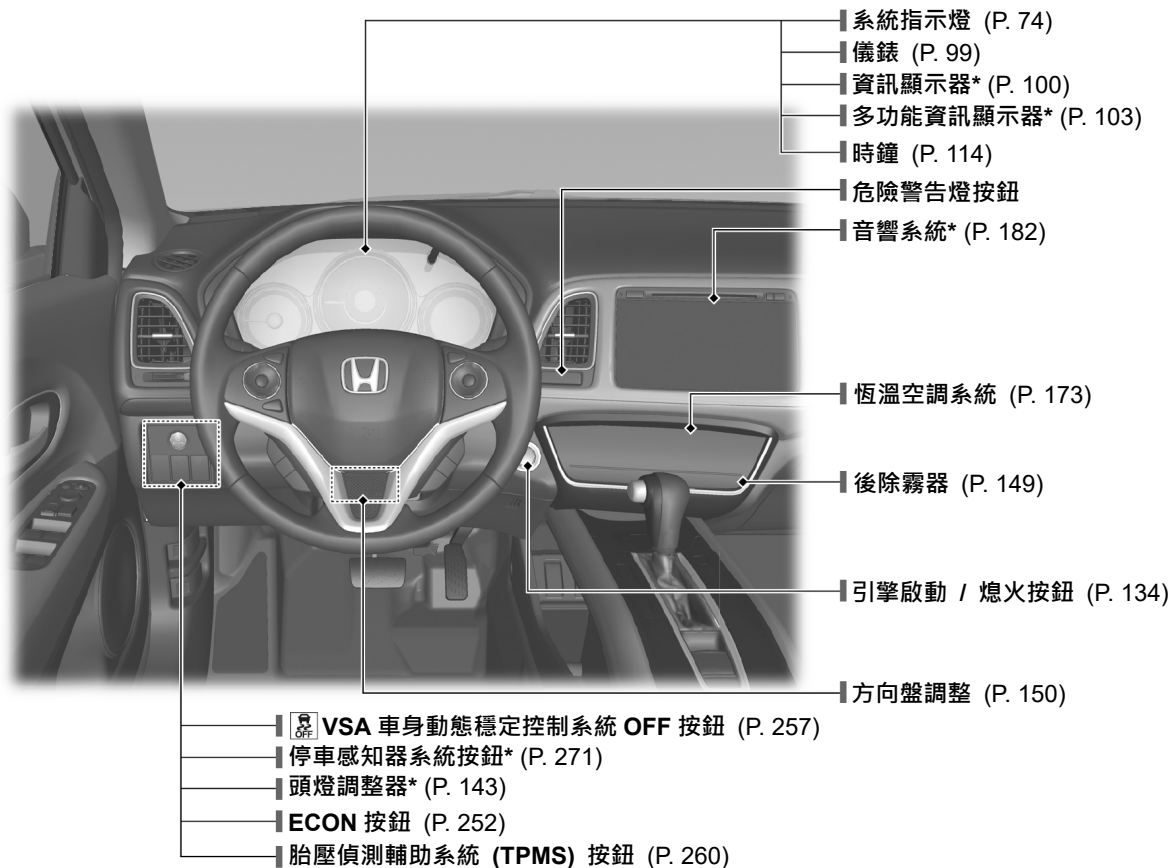 系統指示燈 (P. 74)
儀錶 (P. 99)
資訊顯示器* (P. 100)
多功能資訊顯示器* (P. 103)
時鐘 (P. 114)
危險警告燈按鈕
音響系統* (P. 182)
恆溫空調系統 (P. 173)
後除霧器 (P. 149)
引擎啟動 / 熄火按鈕 (P. 134)
方向盤調整 (P. 150)
OFF VSA 車身動態穩定控制系統 OFF 按鈕 (P. 257)
停車感知器系統按鈕* (P. 271)
頭燈調整器* (P. 143)
ECON 按鈕 (P. 252)
胎壓偵測輔助系統 (TPMS) 按鈕 (P. 260)